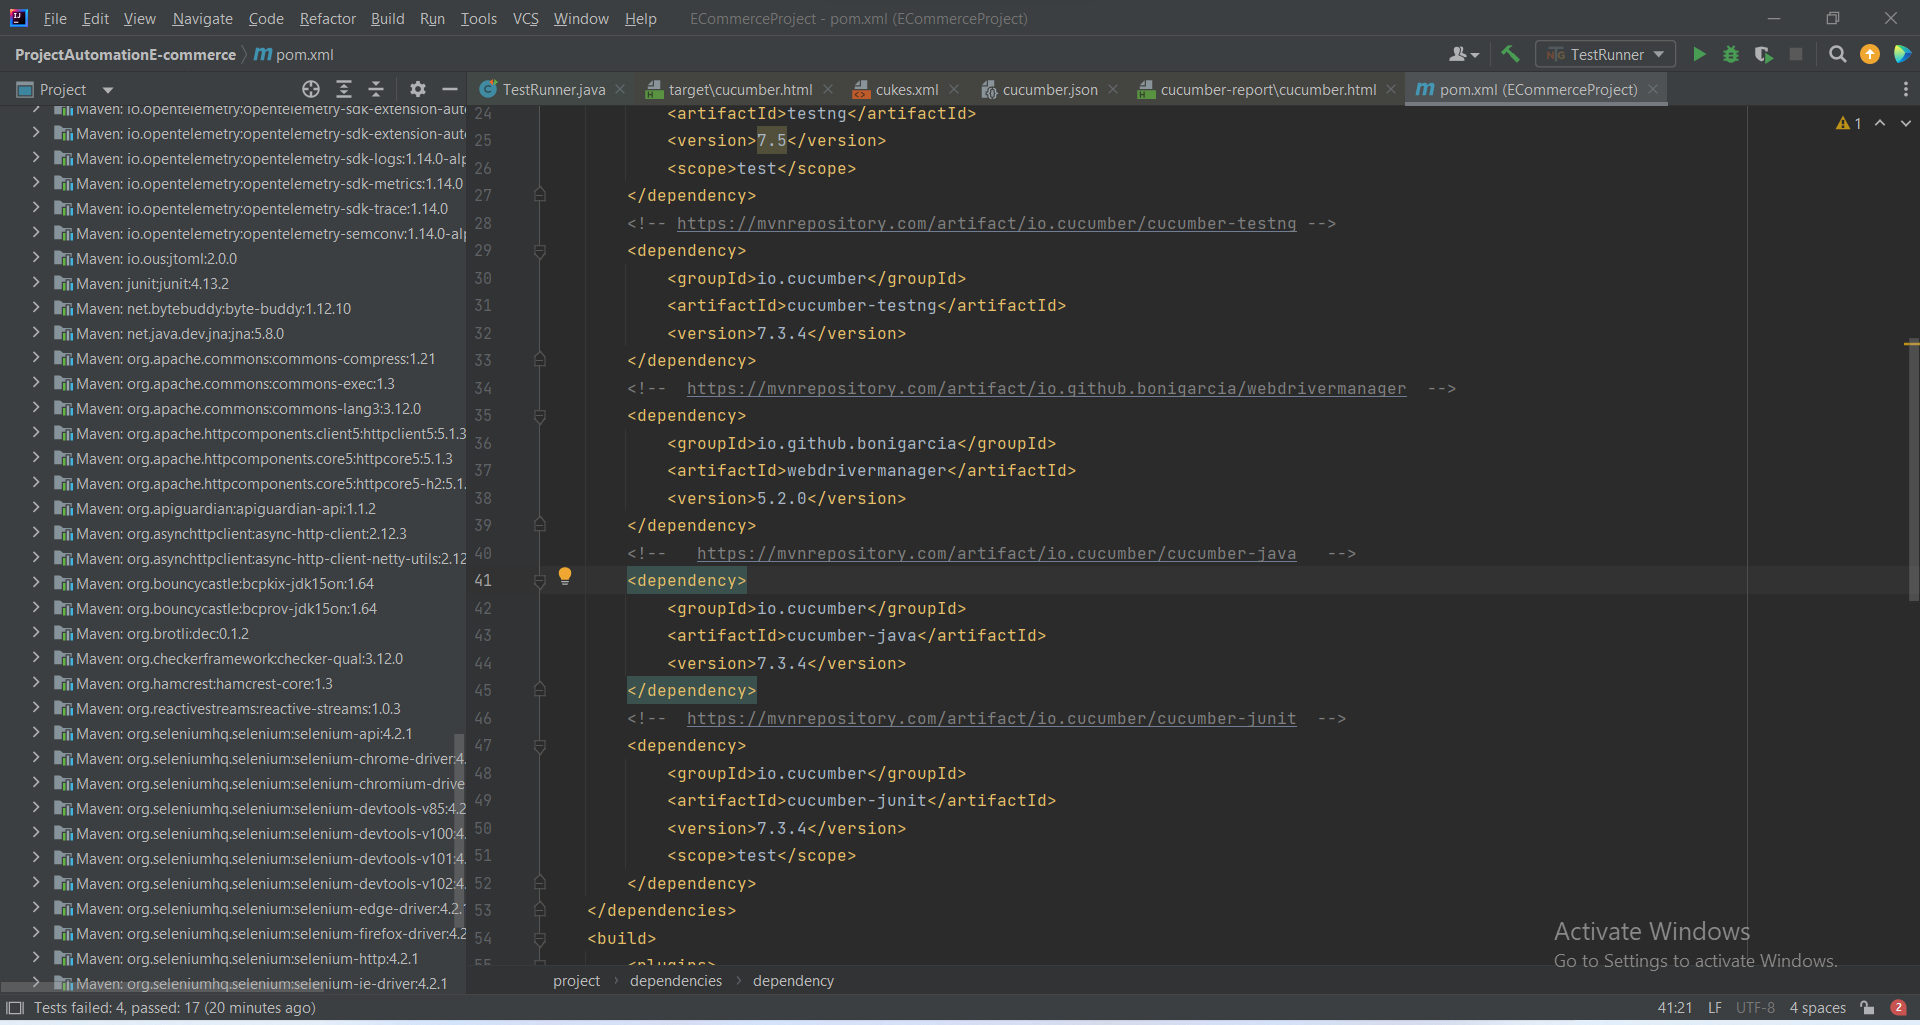 File Edit View Navigate Code Refactor Build Run Tools VCS Window Help ECommerceProject - pom.xml (ECommerceProject)
ProjectAutomationE-commerce pom.xml TestRunner
Project TestRunner.java target\cucumber.html cukes.xml cucumber.json cucumber-report\cucumber.html pom.xml (ECommerceProject)
Maven: io.opentelemetry:opentelemetry-sdk-extension-aut
Maven: io.opentelemetry:opentelemetry-sdk-extension-aut
Maven: io.opentelemetry:opentelemetry-sdk-logs:1.14.0-alp
Maven: io.opentelemetry:opentelemetry-sdk-metrics:1.14.0
Maven: io.opentelemetry:opentelemetry-sdk-trace:1.14.0
Maven: io.opentelemetry:opentelemetry-semconv:1.14.0-alp
Maven: io.ous:jtoml:2.0.0
Maven: junit:junit:4.13.2
Maven: net.bytebuddy:byte-buddy:1.12.10
Maven: net.java.dev.jna:jna:5.8.0
Maven: org.apache.commons:commons-compress:1.21
Maven: org.apache.commons:commons-exec:1.3
Maven: org.apache.commons:commons-lang3:3.12.0
Maven: org.apache.httpcomponents.client5:httpclient5:5.1.3
Maven: org.apache.httpcomponents.core5:httpcore5:5.1.3
Maven: org.apache.httpcomponents.core5:httpcore5-h2:5.1.
Maven: org.apiguardian:apiguardian-api:1.1.2
Maven: org.asynchttpclient:async-http-client:2.12.3
Maven: org.asynchttpclient:async-http-client-netty-utils:2.12
Maven: org.bouncycastle:bcpkix-jdk15on:1.64
Maven: org.bouncycastle:bcprov-jdk15on:1.64
Maven: org.brotli:dec:0.1.2
Maven: org.checkerframework:checker-qual:3.12.0
Maven: org.hamcrest:hamcrest-core:1.3
Maven: org.reactivestreams:reactive-streams:1.0.3
Maven: org.seleniumhq.selenium:selenium-api:4.2.1
Maven: org.seleniumhq.selenium:selenium-chrome-driver:4.
Maven: org.seleniumhq.selenium:selenium-chromium-drive
Maven: org.seleniumhq.selenium:selenium-devtools-v85:4.2
Maven: org.seleniumhq.selenium:selenium-devtools-v100:4.
Maven: org.seleniumhq.selenium:selenium-devtools-v101:4.
Maven: org.seleniumhq.selenium:selenium-devtools-v102:4.
Maven: org.seleniumhq.selenium:selenium-edge-driver:4.2.
Maven: org.seleniumhq.selenium:selenium-firefox-driver:4.2
Maven: org.seleniumhq.selenium:selenium-http:4.2.1
Maven: org.seleniumhq.selenium:selenium-ie-driver:4.2.1
24 <artifactId>testng</artifactId>
25 <version>7.5</version>
26 <scope>test</scope>
27 </dependency>
28 <!-- https://mvnrepository.com/artifact/io.cucumber/cucumber-testng -->
29 <dependency>
30 <groupId>io.cucumber</groupId>
31 <artifactId>cucumber-testng</artifactId>
32 <version>7.3.4</version>
33 </dependency>
34 <!-- https://mvnrepository.com/artifact/io.github.bonigarcia/webdrivermanager -->
35 <dependency>
36 <groupId>io.github.bonigarcia</groupId>
37 <artifactId>webdrivermanager</artifactId>
38 <version>5.2.0</version>
39 </dependency>
40 <!-- https://mvnrepository.com/artifact/io.cucumber/cucumber-java -->
41 <dependency>
42 <groupId>io.cucumber</groupId>
43 <artifactId>cucumber-java</artifactId>
44 <version>7.3.4</version>
45 </dependency>
46 <!-- https://mvnrepository.com/artifact/io.cucumber/cucumber-junit -->
47 <dependency>
48 <groupId>io.cucumber</groupId>
49 <artifactId>cucumber-junit</artifactId>
50 <version>7.3.4</version>
51 <scope>test</scope>
52 </dependency>
53 </dependencies>
54 <build>
55 <plugins>
1
project dependencies dependency
Activate Windows
Go to Settings to activate Windows.
Tests failed: 4, passed: 17 (20 minutes ago) 41:21 LF UTF-8 4 spaces 2